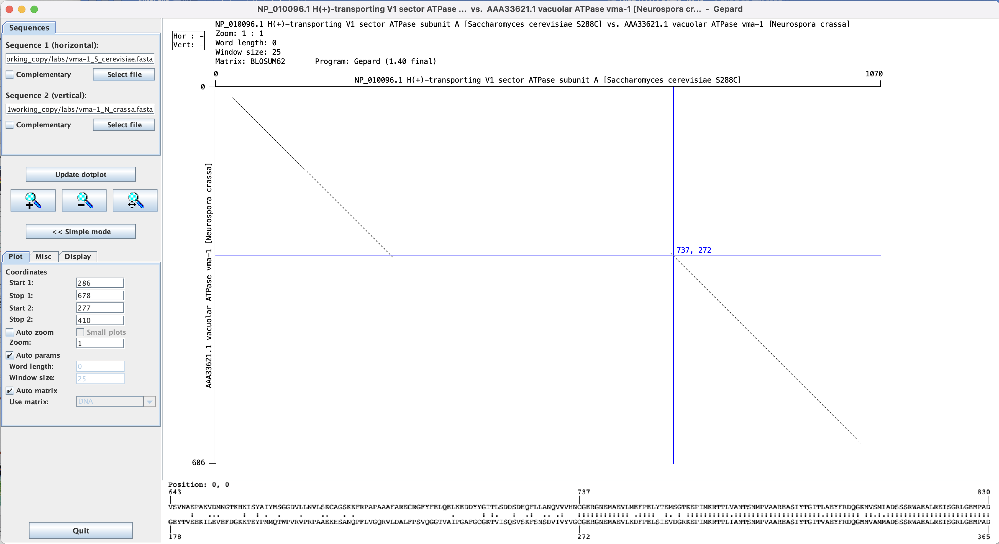 NP_010096.1 H(+)-transporting V1 sector ATPase ... vs. AAA33621.1 vacuolar ATPase vma-1 [Neurospora cr... - Gepard
Sequences
Sequence 1 (horizontal):
orking_copy/labs/vma-1_S_cerevisiae.fasta
Complementary
Select file
Sequence 2 (vertical):
1working_copy/labs/vma-1_N_crassa.fasta
Complementary
Select file
Update dotplot
<< Simple mode
Plot
Misc
Display
Coordinates
Start 1:
286
Stop 1:
678
Start 2:
277
Stop 2:
410
Auto zoom
Small plots
Zoom:
1
Auto params
Word length:
0
Window size:
25
Auto matrix
Use matrix:
DNA
Quit
Hor : -
Vert: -
NP_010096.1 H(+)-transporting V1 sector ATPase subunit A [Saccharomyces cerevisiae S288C] vs. AAA33621.1 vacuolar ATPase vma-1 [Neurospora crassa]
Zoom: 1 : 1
Word length: 0
Window size: 25
Matrix: BLOSUM62 Program: Gepard (1.40 final)
0
1070
NP_010096.1 H(+)-transporting V1 sector ATPase subunit A [Saccharomyces cerevisiae S288C]
0
AAA33621.1 vacuolar ATPase vma-1 [Neurospora crassa]
737, 272
606
Position: 0, 0
643 737 830
VSVNAEPAKVDMNGTKHKISYAIYMSGGDVLLNVLSKCAGSKKFRPAPAAAFARECRGFYFELQELKEDDYYGITLSDDSDHQFLLANQVVVHNCGERGNEMAEVLMEFPELYTEMSGTKEPIMKRTTLVANTSNMPVAAREASIYTGITLAEYFRDQGKNVSMIADSSSRWAEALREISGRLGEMPAD
GEYTVEEKILEVEFDGKKTEYPMMQTWPVRVPRPAAEKHSANQPFLVGQRVLDALFPSVQGGTVAIPGAFGCGKTVISQSVSKFSNSDVIVYVGCGERGNEMAEVLKDFPELSIEVDGRKEPIMKRTTLIANTSNMPVAAREASIYTGITVAEYFRDQGMNVAMMADSSSRWAEALREISGRLGEMPAD
178 272 365